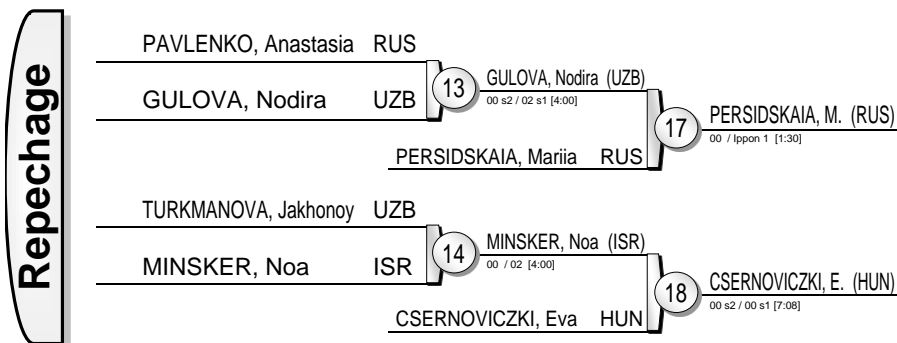 Repechage
PAVLENKO, Anastasia RUS
GULOVA, Nodira UZB
13
GULOVA, Nodira (UZB)
00 s2 / 02 s1 [4:00]
PERSIDSKAIA, Mariia RUS
17
PERSIDSKAIA, M. (RUS)
00 / Ippon 1 [1:30]
TURKMANOVA, Jakhonoy UZB
MINSKER, Noa ISR
14
MINSKER, Noa (ISR)
00 / 02 [4:00]
CSERNOVICZKI, Eva HUN
18
CSERNOVICZKI, E. (HUN)
00 s2 / 00 s1 [7:08]